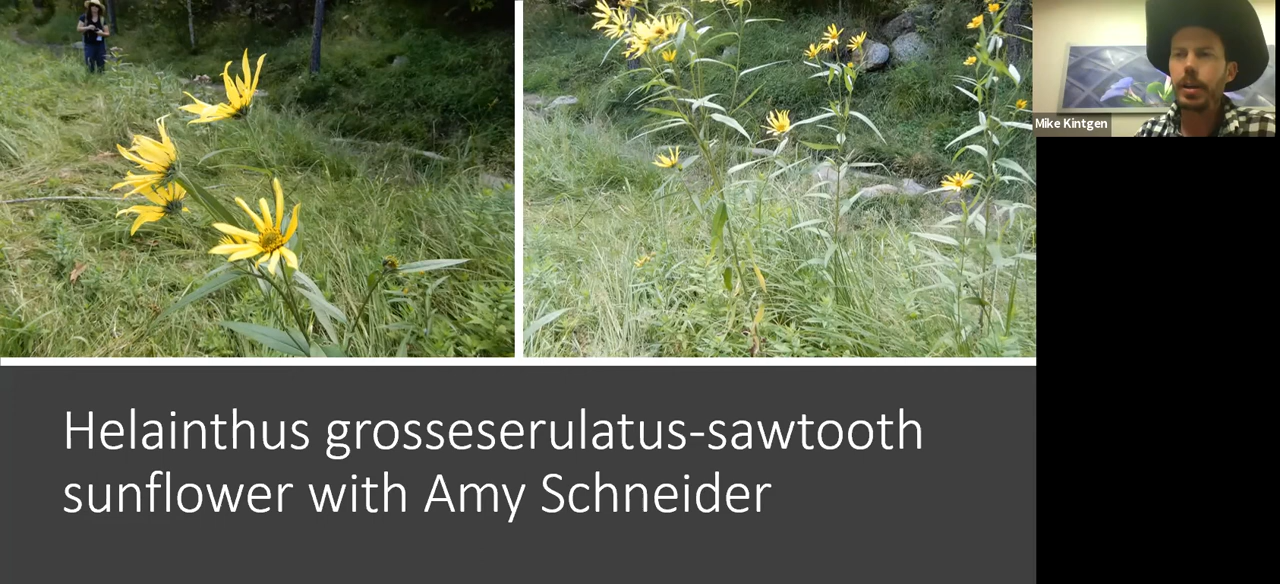 Mike Kintgen
Helainthus grosseserulatus-sawtooth
sunflower with Amy Schneider